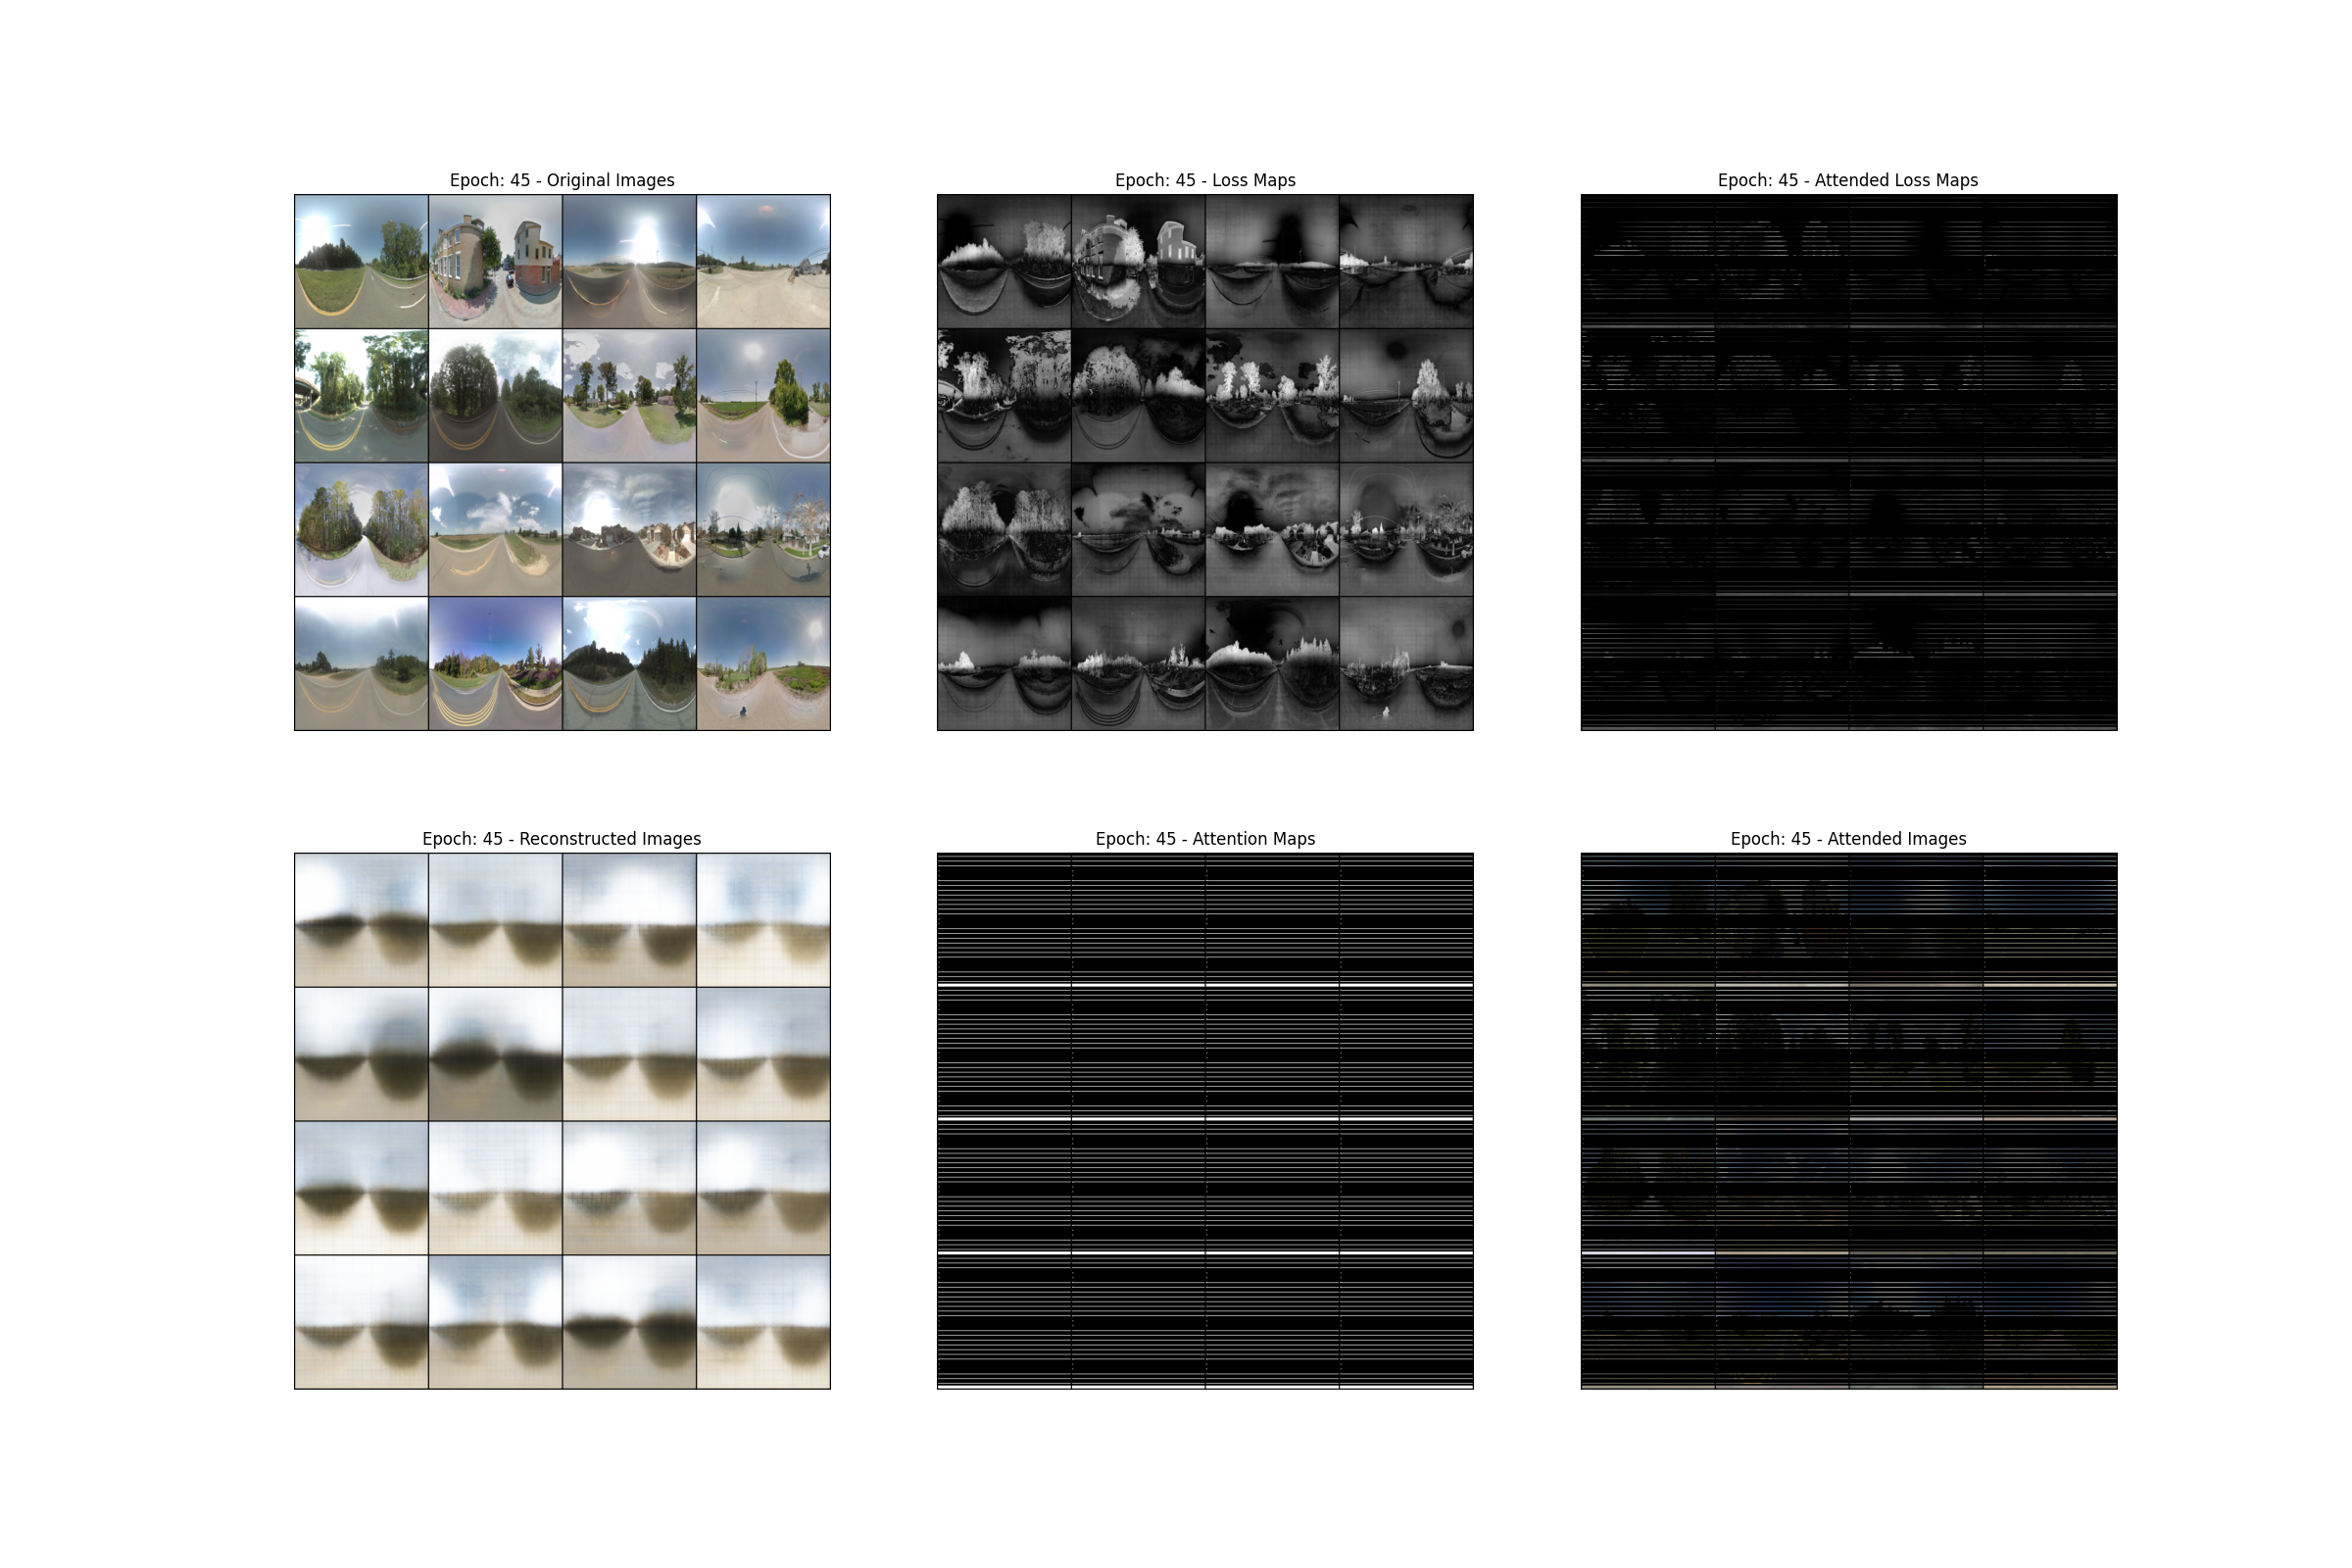 Epoch: 45 - Original Images
Epoch: 45 - Loss Maps
Epoch: 45 - Attended Loss Maps
Epoch: 45 - Reconstructed Images
Epoch: 45 - Attention Maps
Epoch: 45 - Attended Images